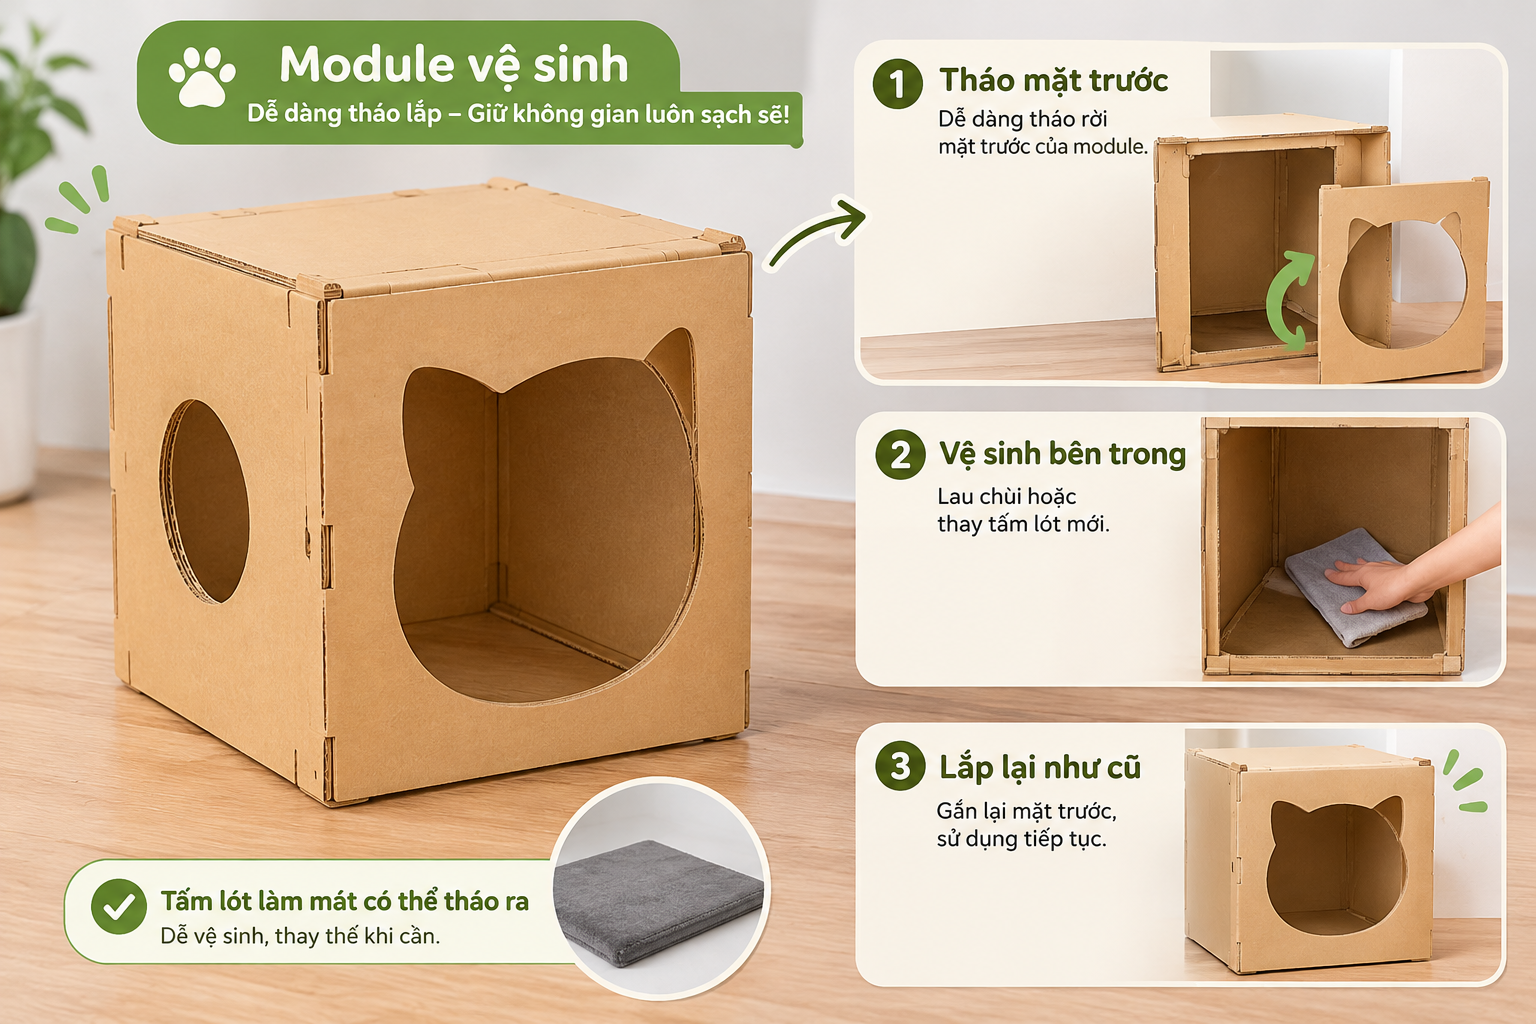 Module vệ sinh
Dễ dàng tháo lắp – Giữ không gian luôn sạch sẽ!
1 Tháo mặt trước
Dễ dàng tháo rời
mặt trước của module.
2 Vệ sinh bên trong
Lau chùi hoặc
thay tấm lót mới.
3 Lắp lại như cũ
Gắn lại mặt trước,
sử dụng tiếp tục.
Tấm lót làm mát có thể tháo ra
Dễ vệ sinh, thay thế khi cần.